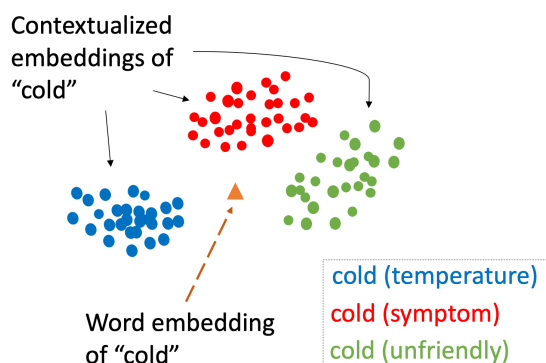 Contextualized
embeddings of
“cold”
Word embedding
of “cold”
cold (temperature)
cold (symptom)
cold (unfriendly)